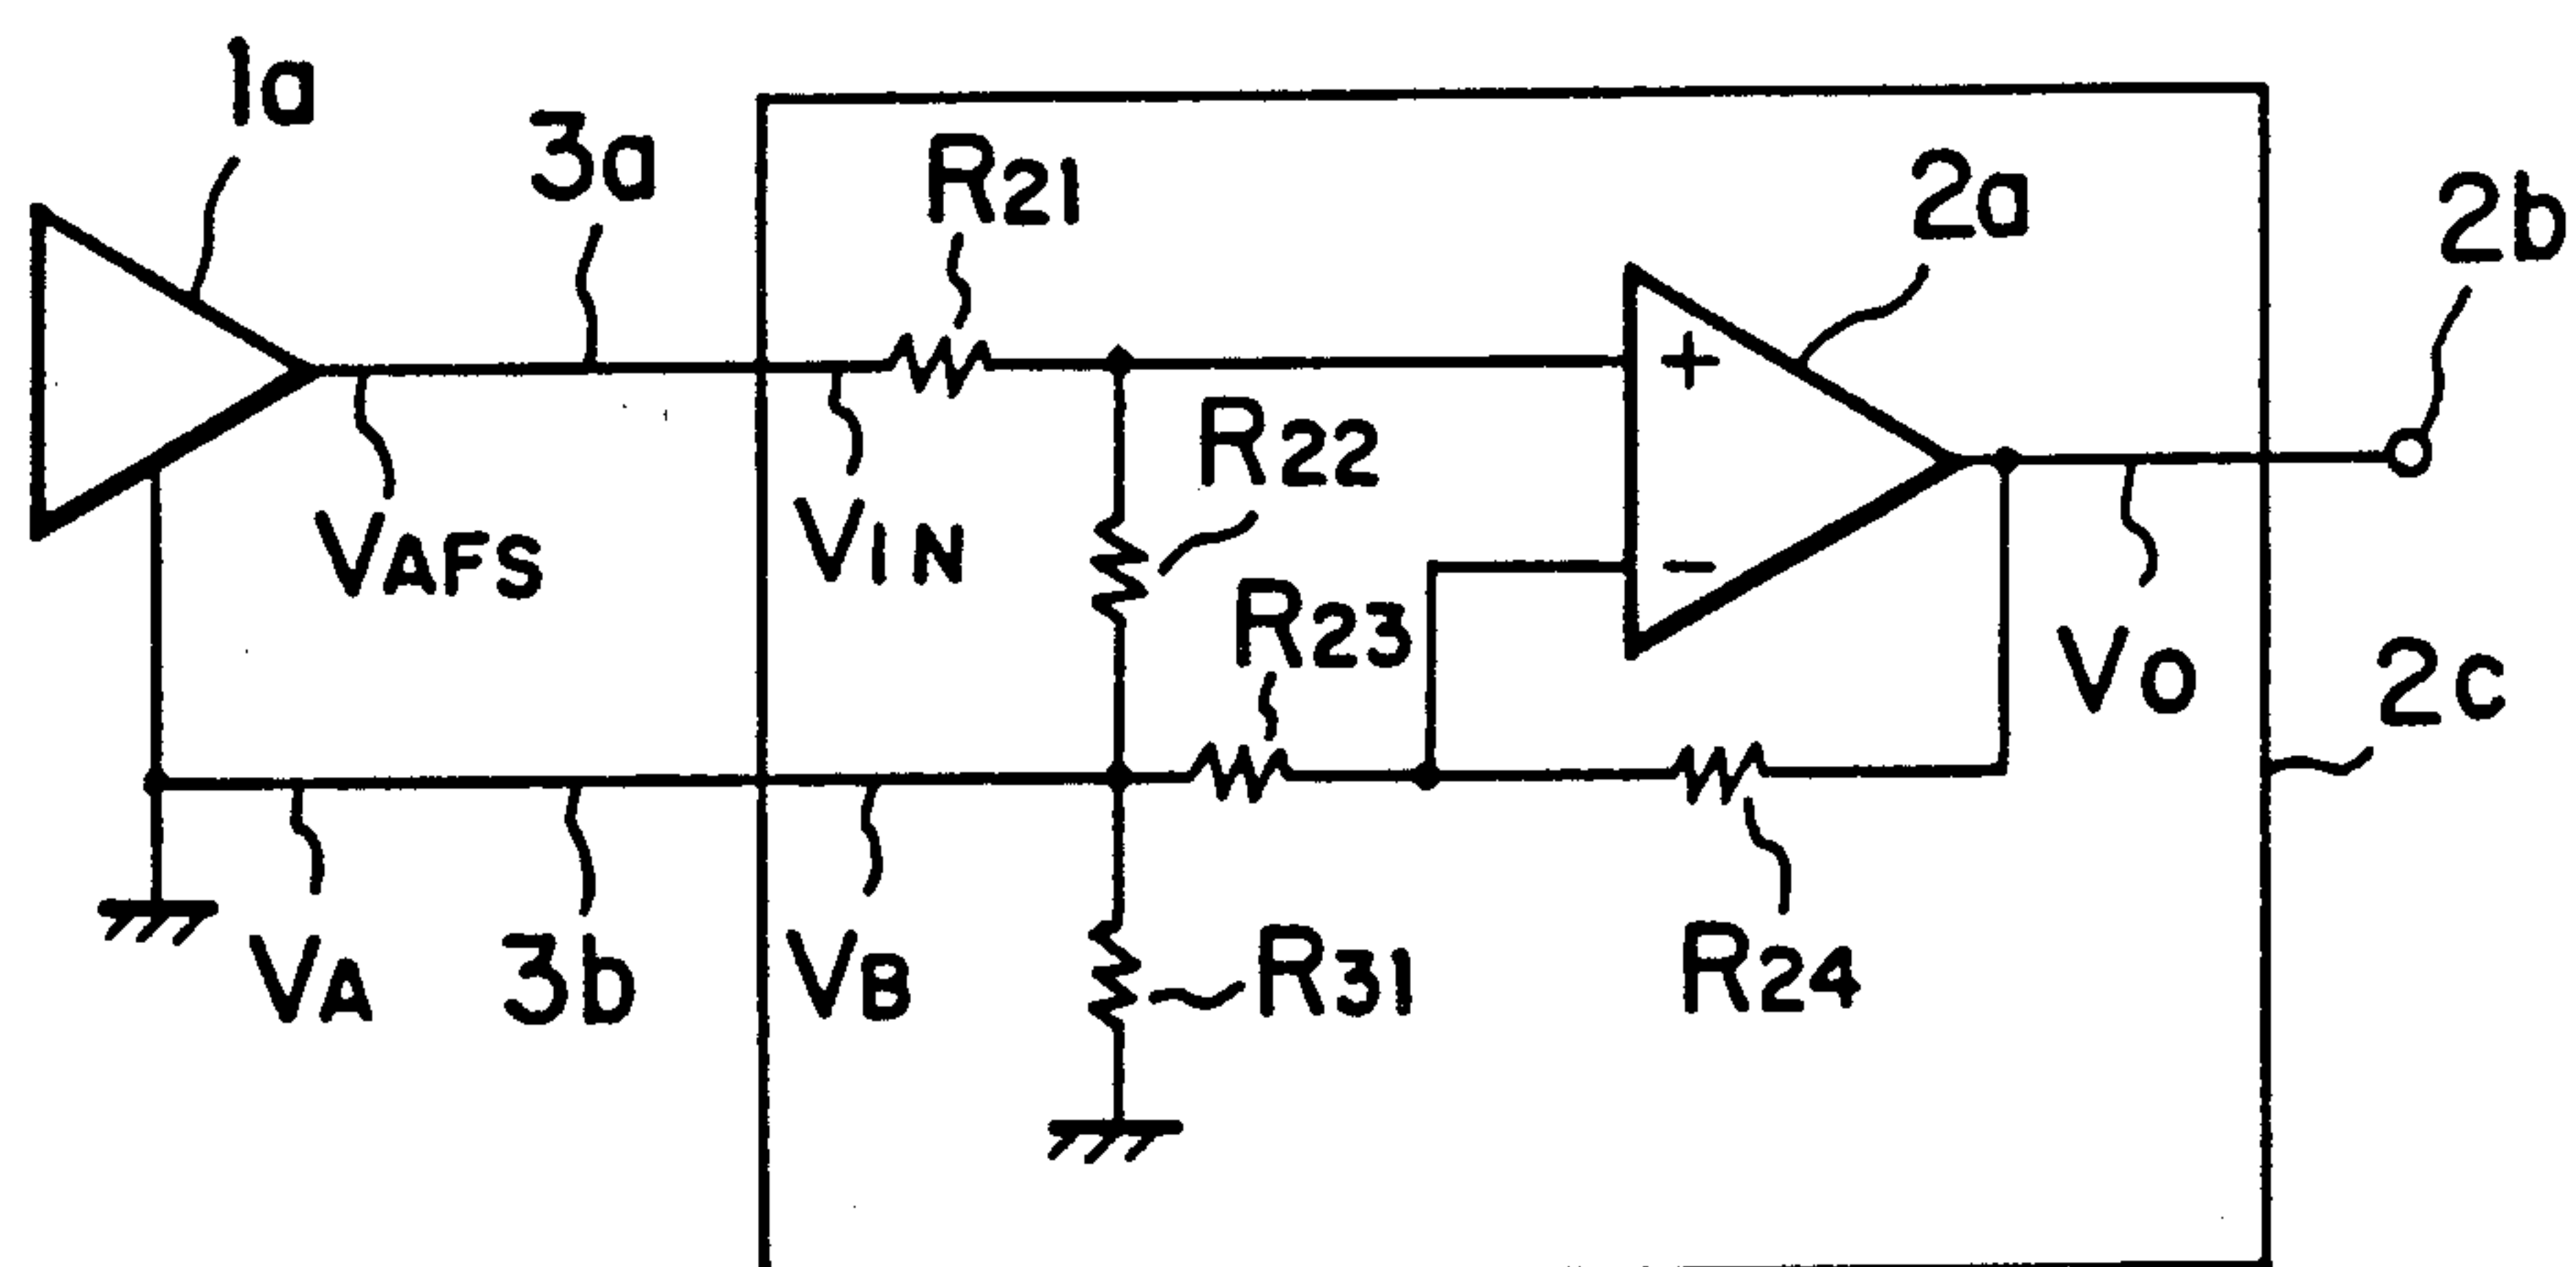 1a
3a
R21
2a
2b
+
VAFS
VIN
R22
−
R23
VO
2c
VA
3b
VB
R31
R24